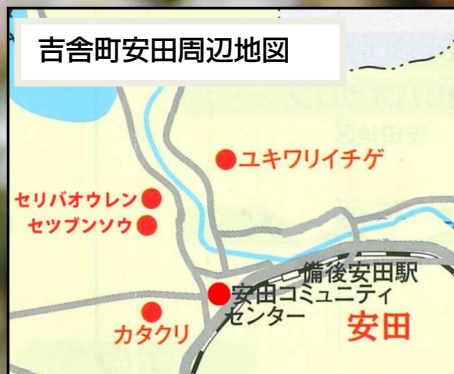 吉舎町安田周辺地図
ユキワリイチゲ
セリバオウレン
セツブンソウ
備後安田駅
安田コミュニティ
センター
カタクリ
安田